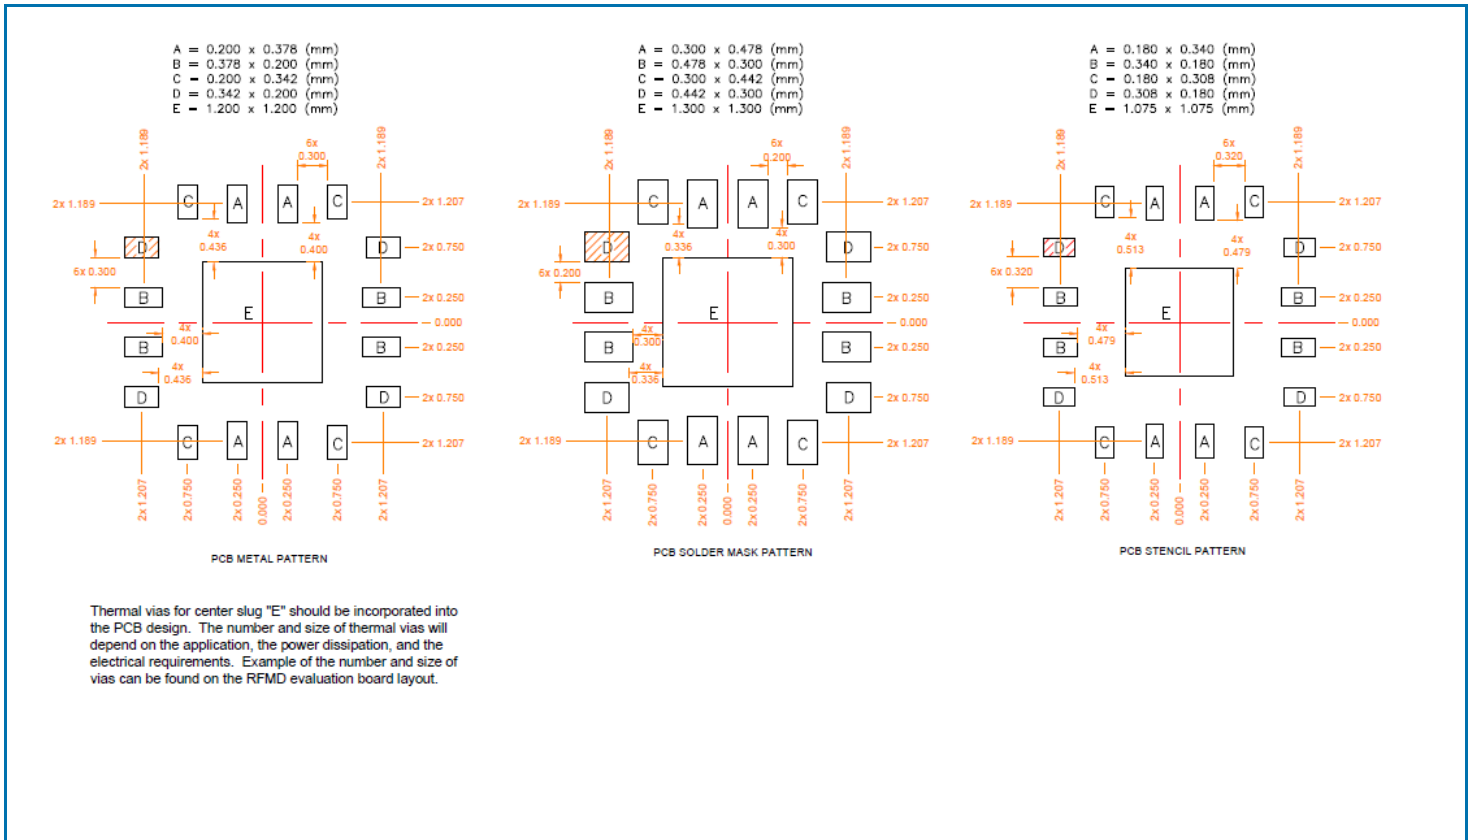 A = 0.200 x 0.378 (mm)
B = 0.378 x 0.200 (mm)
C = 0.200 x 0.342 (mm)
D = 0.342 x 0.200 (mm)
E = 1.200 x 1.200 (mm)
2x 1.189
2x 1.189
6x
0.300
2x 1.189
C
A
A
C
2x 1.207
D
4x
0.436
4x
0.400
D
2x 0.750
6x 0.300
B
B
2x 0.250
E
0.000
4x
0.400
B
B
2x 0.250
4x
0.436
D
D
2x 0.750
2x 1.189
C
A
A
C
2x 1.207
2x 1.207
2x 0.750
2x 0.250
0.000
2x 0.250
2x 0.750
2x 1.207
PCB METAL PATTERN
A = 0.300 x 0.478 (mm)
B = 0.478 x 0.300 (mm)
C = 0.300 x 0.442 (mm)
D = 0.442 x 0.300 (mm)
E = 1.300 x 1.300 (mm)
2x 1.189
2x 1.189
6x
0.200
2x 1.189
C
A
A
C
2x 1.207
D
4x
0.336
4x
0.300
D
2x 0.750
6x 0.200
B
B
2x 0.250
E
0.000
4x
0.300
B
B
2x 0.250
4x
0.336
D
D
2x 0.750
2x 1.189
C
A
A
C
2x 1.207
2x 1.207
2x 0.750
2x 0.250
0.000
2x 0.250
2x 0.750
2x 1.207
PCB SOLDER MASK PATTERN
A = 0.180 x 0.340 (mm)
B = 0.340 x 0.180 (mm)
C = 0.180 x 0.308 (mm)
D = 0.308 x 0.180 (mm)
E = 1.075 x 1.075 (mm)
2x 1.189
2x 1.189
6x
0.320
2x 1.189
C
A
A
C
2x 1.207
D
4x
0.513
4x
0.479
D
2x 0.750
6x 0.320
B
B
2x 0.250
E
0.000
4x
0.479
B
B
2x 0.250
4x
0.513
D
D
2x 0.750
2x 1.189
C
A
A
C
2x 1.207
2x 1.207
2x 0.750
2x 0.250
0.000
2x 0.250
2x 0.750
2x 1.207
PCB STENCIL PATTERN
Thermal vias for center slug "E" should be incorporated into
the PCB design. The number and size of thermal vias will
depend on the application, the power dissipation, and the
electrical requirements. Example of the number and size of
vias can be found on the RFMD evaluation board layout.